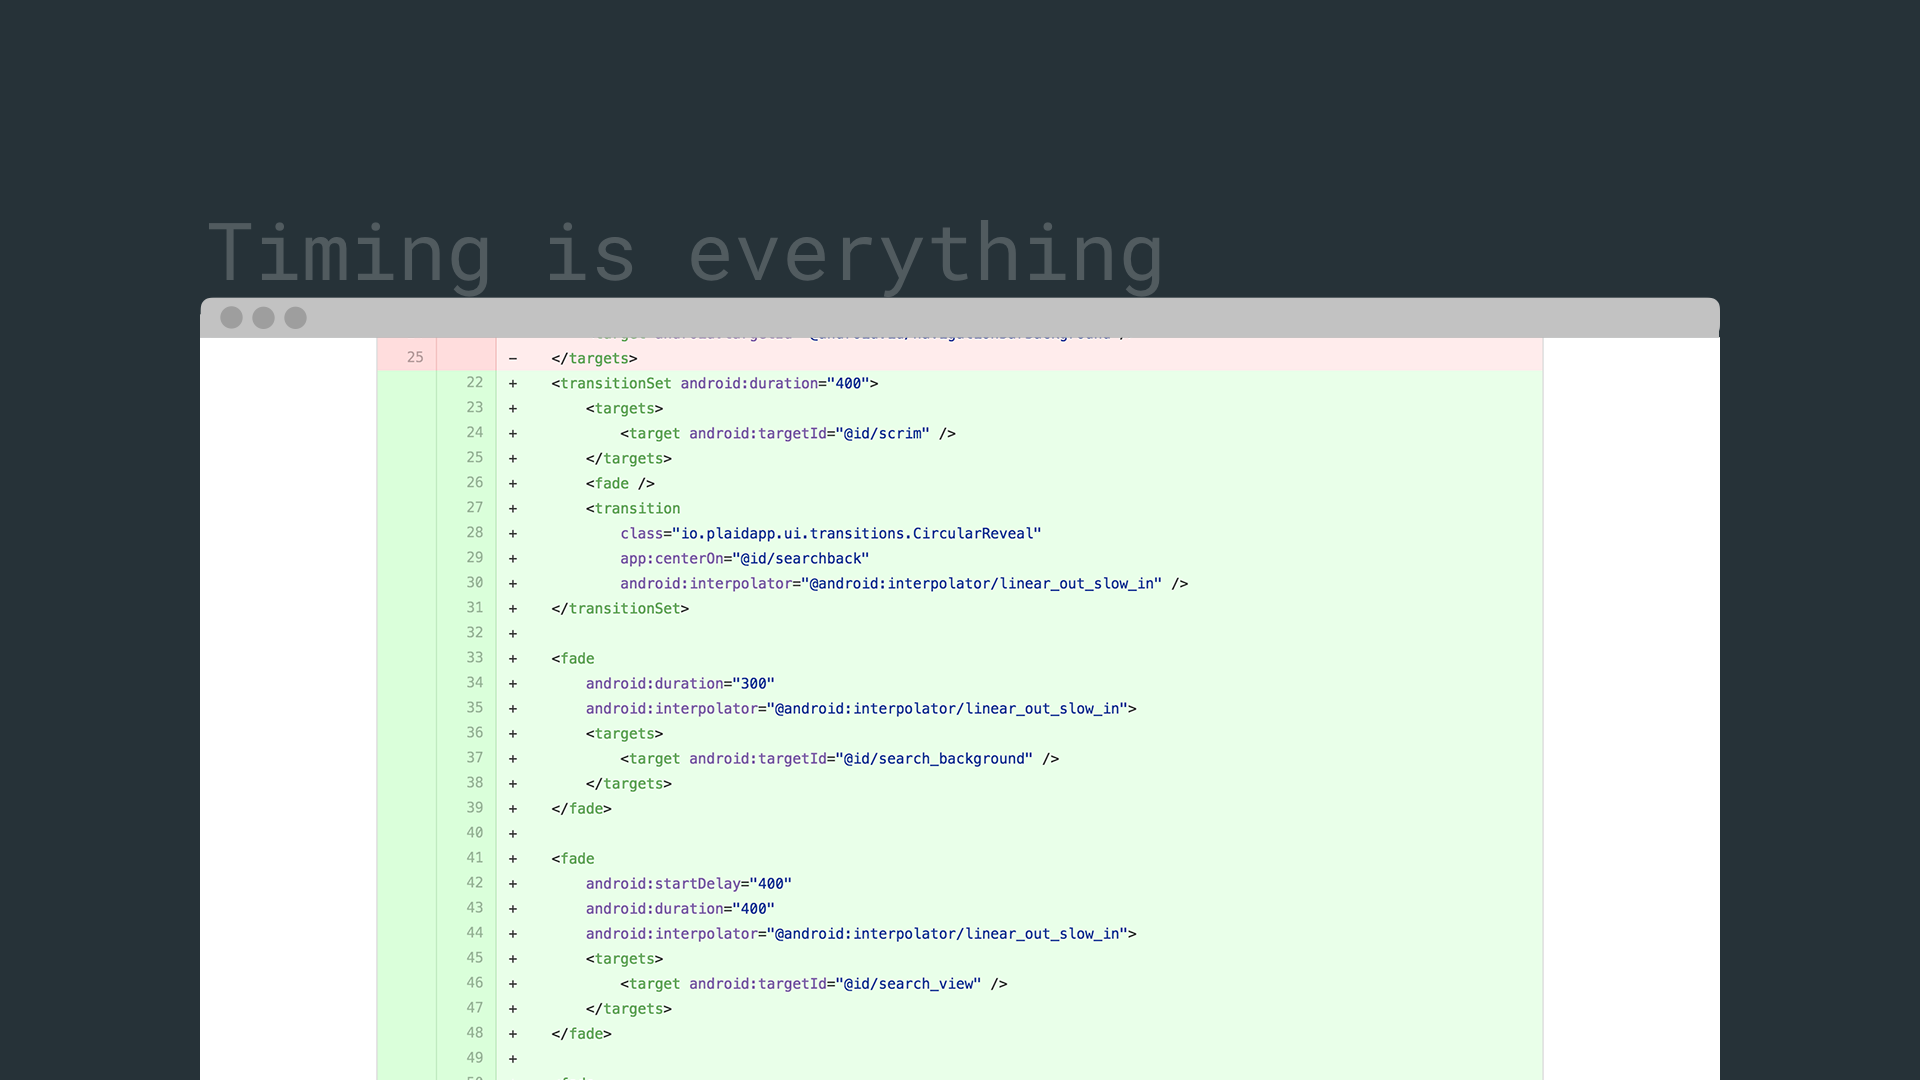 Timing is everything
25 - </targets>
22 + <transitionSet android:duration="400">
23 + <targets>
24 + <target android:targetId="@id/scrim" />
25 + </targets>
26 + <fade />
27 + <transition
28 + class="io.plaidapp.ui.transitions.CircularReveal"
29 + app:centerOn="@id/searchback"
30 + android:interpolator="@android:interpolator/linear_out_slow_in" />
31 + </transitionSet>
32 +
33 + <fade
34 + android:duration="300"
35 + android:interpolator="@android:interpolator/linear_out_slow_in">
36 + <targets>
37 + <target android:targetId="@id/search_background" />
38 + </targets>
39 + </fade>
40 +
41 + <fade
42 + android:startDelay="400"
43 + android:duration="400"
44 + android:interpolator="@android:interpolator/linear_out_slow_in">
45 + <targets>
46 + <target android:targetId="@id/search_view" />
47 + </targets>
48 + </fade>
49 +